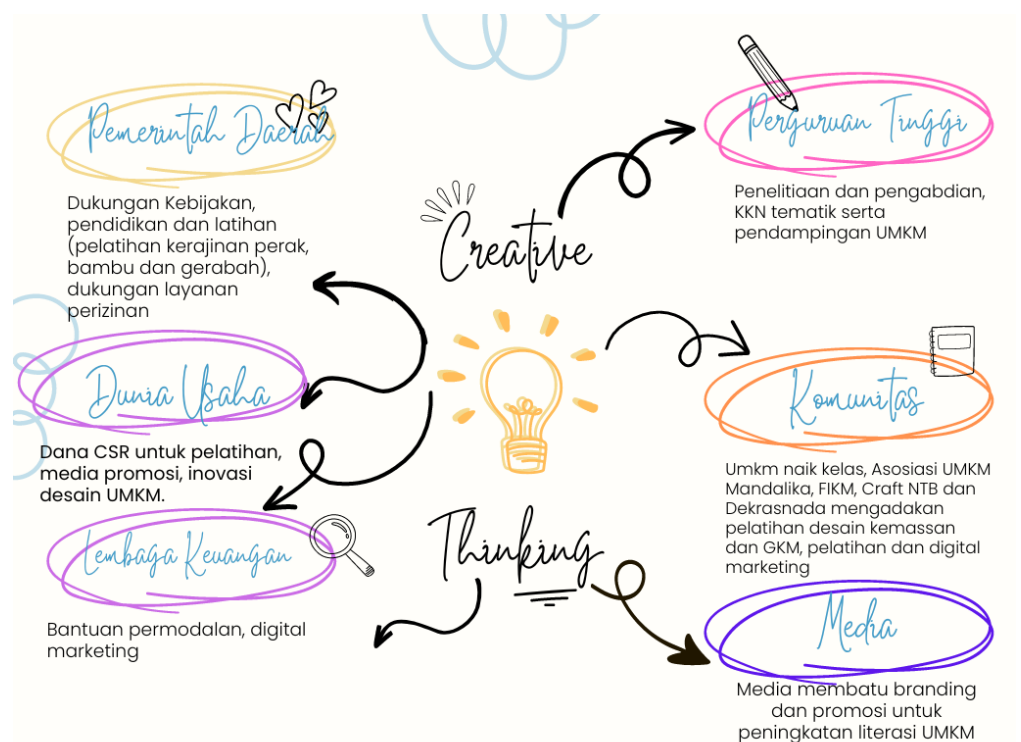 Pemerintah Daerah
Dukungan Kebijakan,
pendidikan dan latihan
(pelatihan kerajinan perak,
bambu dan gerabah),
dukungan layanan
perizinan
Dunia Usaha
Dana CSR untuk pelatihan,
media promosi, inovasi
desain UMKM.
Lembaga Keuangan
Bantuan permodalan, digital
marketing
Creative
Thinking
Perguruan Tinggi
Penelitiaan dan pengabdian,
KKN tematik serta
pendampingan UMKM
Komunitas
Umkm naik kelas, Asosiasi UMKM
Mandalika, FIKM, Craft NTB dan
Dekrasnada mengadakan
pelatihan desain kemassan
dan GKM, pelatihan dan digital
marketing
Media
Media membatu branding
dan promosi untuk
peningkatan literasi UMKM